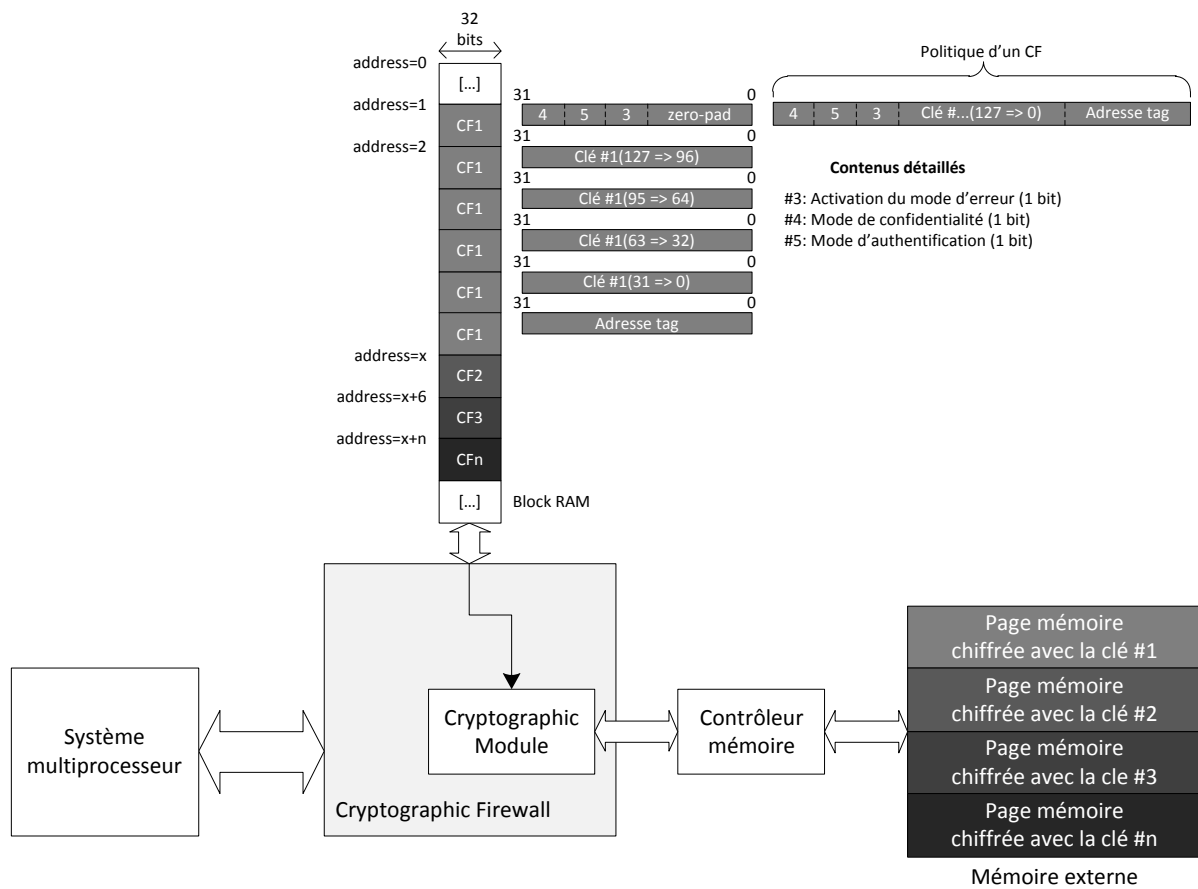 32
bits
address=0
[...]
Politique d'un CF
address=1
31
0
CF1
4
5
3
zero-pad
4
5
3
Clé #...(127 => 0)
Adresse tag
address=2
31
0
CF1
Clé #1(127 => 96)
Contenus détaillés
31
0
CF1
Clé #1(95 => 64)
#3: Activation du mode d'erreur (1 bit)
#4: Mode de confidentialité (1 bit)
#5: Mode d'authentification (1 bit)
31
0
CF1
Clé #1(63 => 32)
31
0
CF1
Clé #1(31 => 0)
31
0
CF1
Adresse tag
address=x
CF2
address=x+6
CF3
address=x+n
CFn
[...]
Block RAM
Système
multiprocesseur
Cryptographic
Module
Cryptographic Firewall
Contrôleur
mémoire
Page mémoire
chiffrée avec la clé #1
Page mémoire
chiffrée avec la clé #2
Page mémoire
chiffrée avec la cle #3
Page mémoire
chiffrée avec la clé #n
Mémoire externe